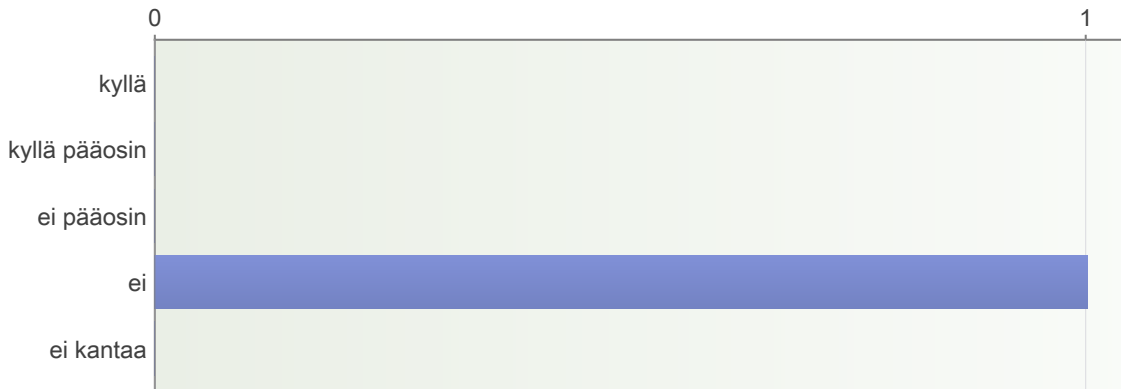 0 1
kyllä
kyllä pääosin
ei pääosin
ei
ei kantaa